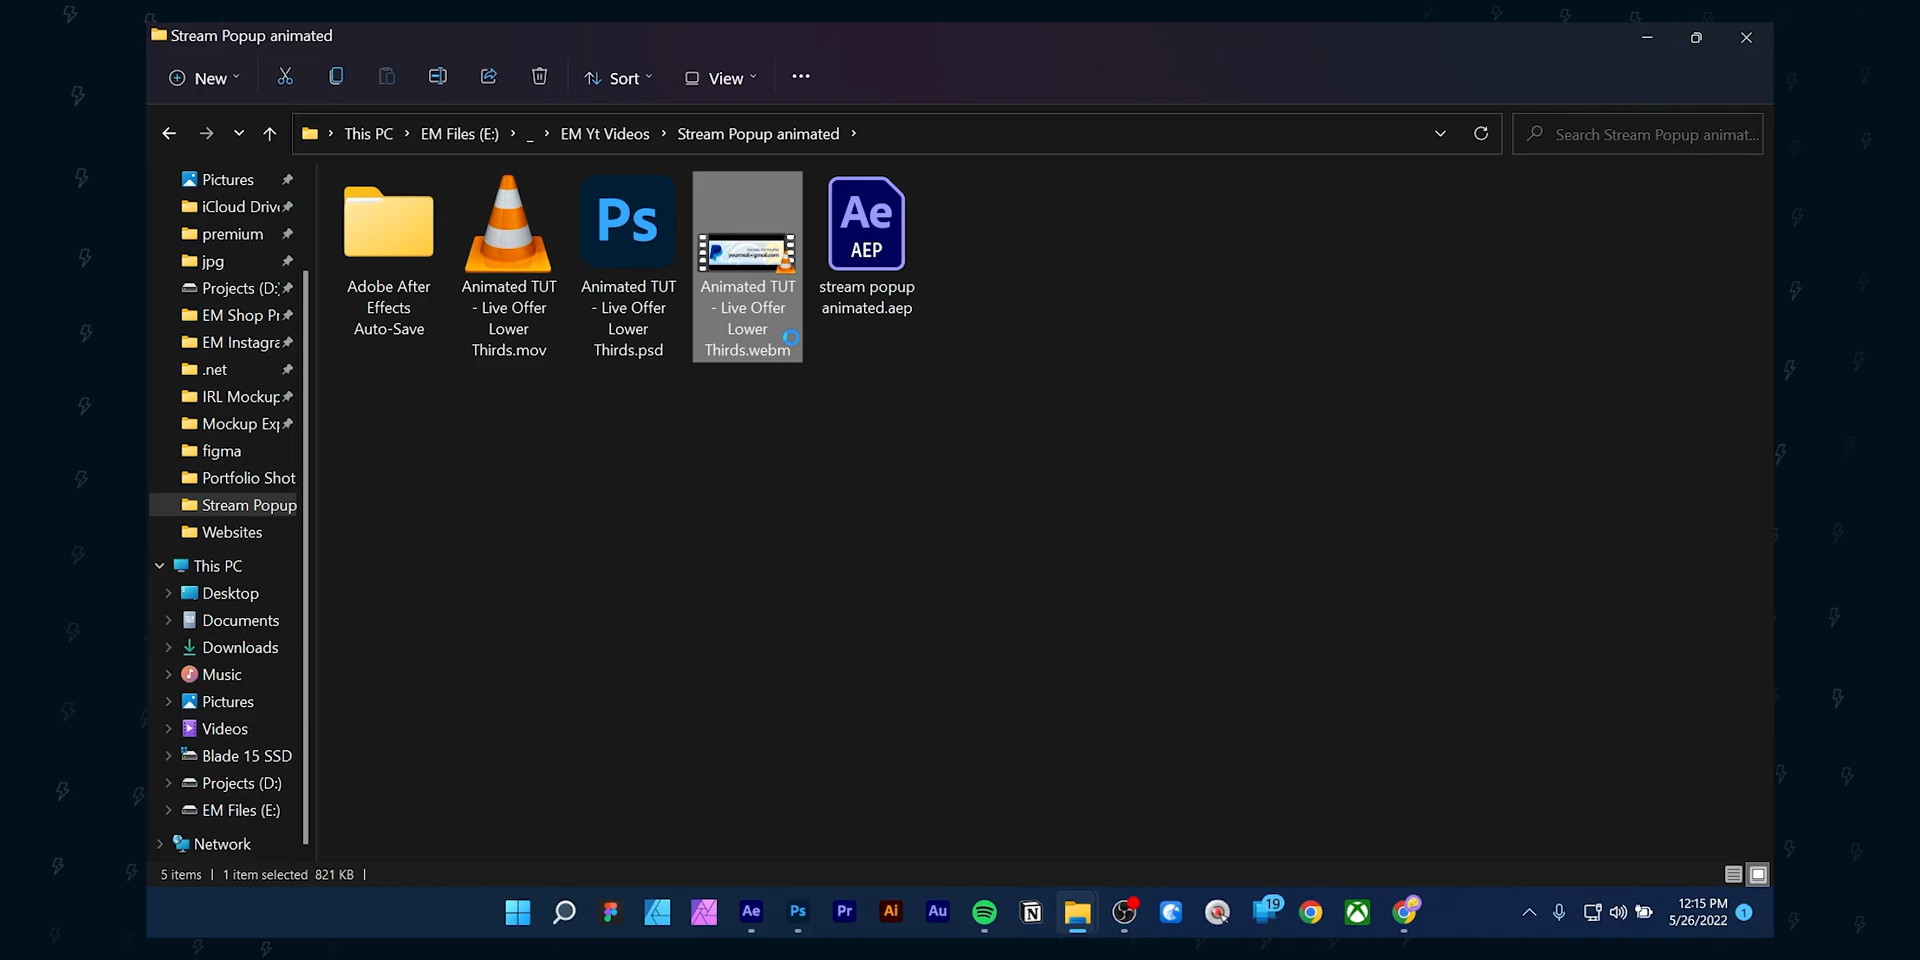 Stream Popup animated
New
Sort
View
This PC
EM Files (E:)
_
EM Yt Videos
Stream Popup animated
Search Stream Popup animat...
Pictures
iCloud Driv
premium
jpg
Projects (D:)
EM Shop Pr
EM Instagra
.net
IRL Mockup
Mockup Exp
figma
Portfolio Shot
Stream Popup
Websites
This PC
Desktop
Documents
Downloads
Music
Pictures
Videos
Blade 15 SSD
Projects (D:)
EM Files (E:)
Network
Adobe After
Effects
Auto-Save
Animated TUT
- Live Offer
Lower
Thirds.mov
Ps
Animated TUT
- Live Offer
Lower
Thirds.psd
Animated TUT
- Live Offer
Lower
Thirds.webm
Ae
AEP
stream popup
animated.aep
5 items
1 item selected 821 KB
Ae
Ps
Pr
Ai
Au
N
19
12:15 PM
5/26/2022
1